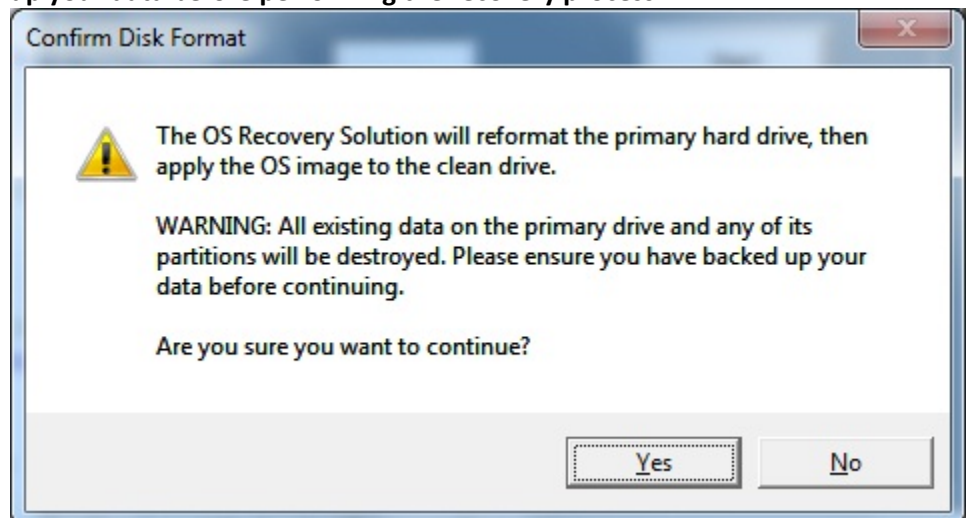 Confirm Disk Format
The OS Recovery Solution will reformat the primary hard drive, then
apply the OS image to the clean drive.
WARNING: All existing data on the primary drive and any of its
partitions will be destroyed. Please ensure you have backed up your
data before continuing.
Are you sure you want to continue?
Yes No